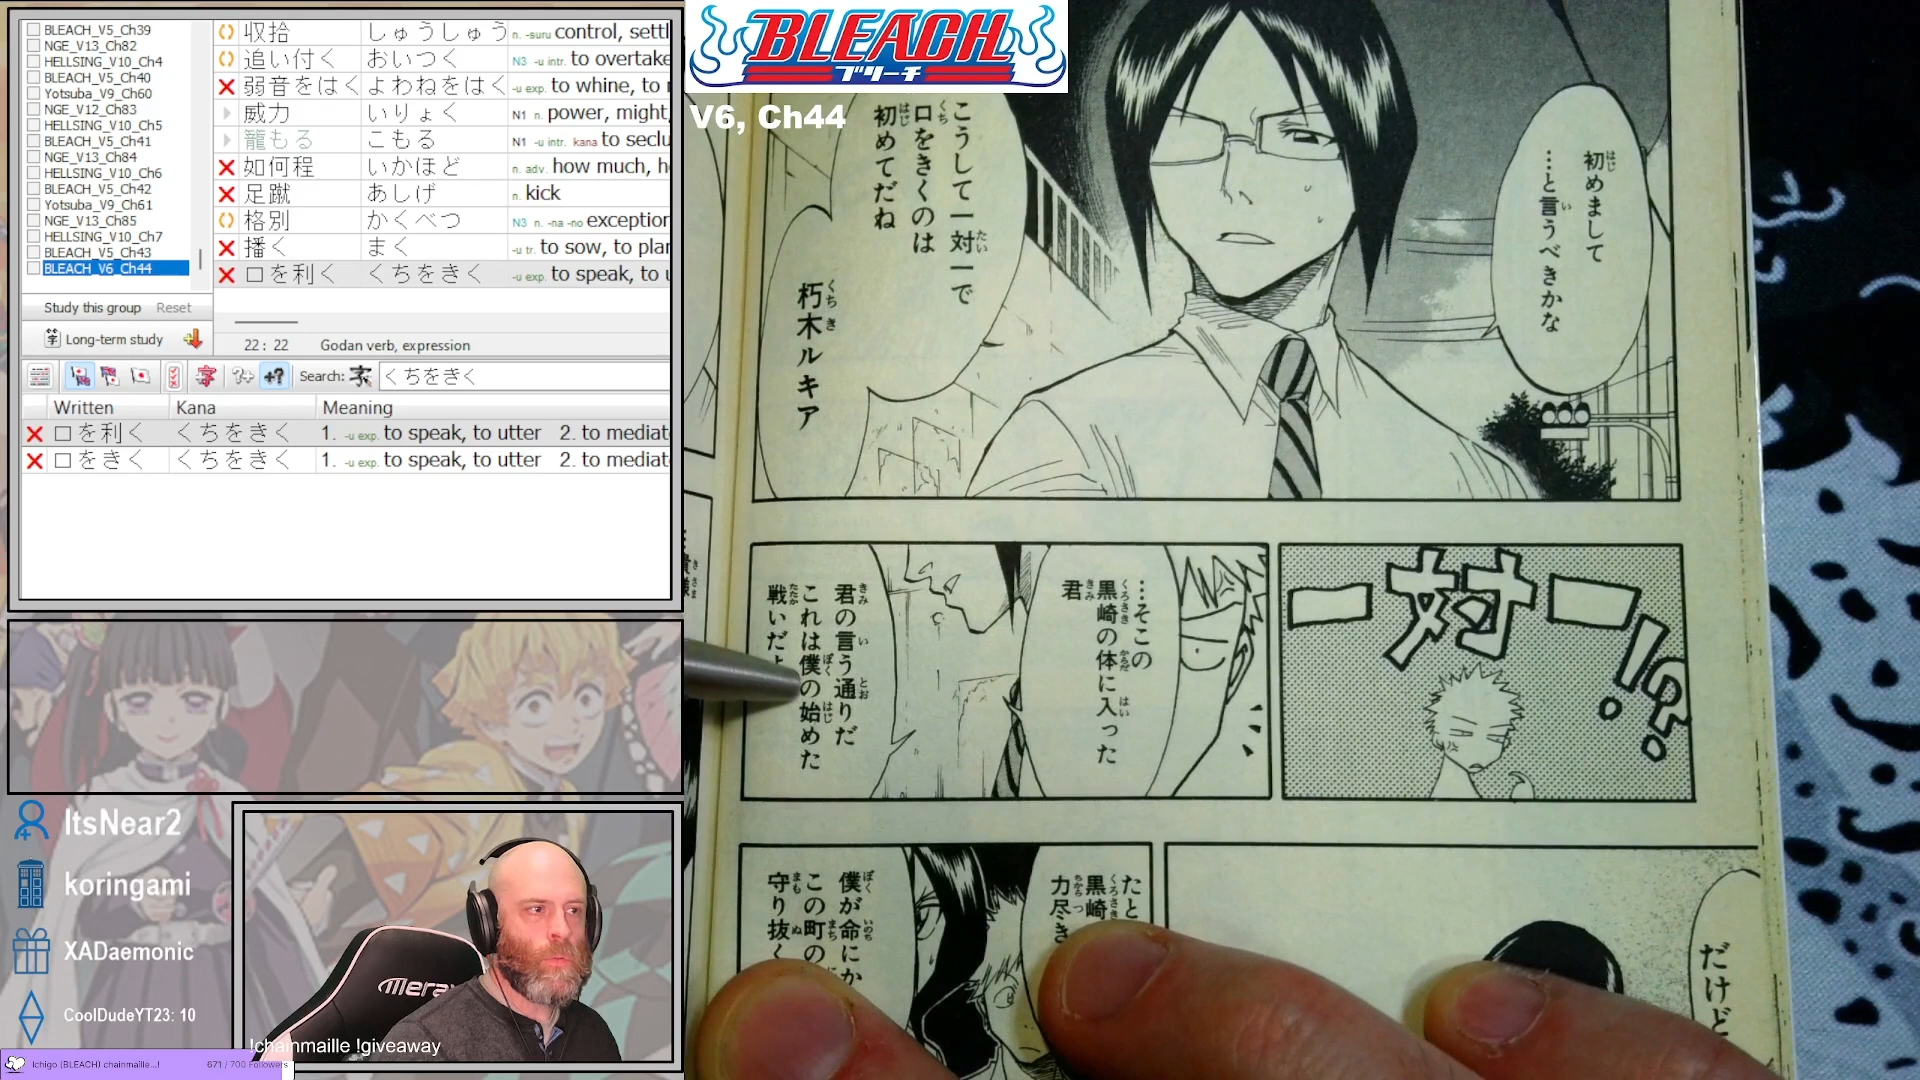 BLEACH_V5_Ch39
NGE_V13_Ch82
HELLSING_V10_Ch4
BLEACH_V5_Ch40
Yotsuba_V9_Ch60
NGE_V12_Ch83
HELLSING_V10_Ch5
BLEACH_V5_Ch41
NGE_V13_Ch84
HELLSING_V10_Ch6
BLEACH_V5_Ch42
Yotsuba_V9_Ch61
NGE_V13_Ch85
HELLSING_V10_Ch7
BLEACH_V5_Ch43
BLEACH_V6_Ch44
Study this group Reset
Long-term study
収拾 しゅうしゅう n. -suru control, settl
追い付く おいつく N3 -u intr. to overtake
弱音をはく よわねをはく -u exp. to whine, to
威力 いりょく N1 n. power, might,
籠もる こもる N1 -u intr. kana to seclu
如何程 いかほど n. adv. how much, h
足蹴 あしげ n. kick
格別 かくべつ N3 n. -na -no exception
播く まく -u tr. to sow, to plan
口を利く くちをきく -u exp. to speak, to u
22: 22 Godan verb, expression
Search: くちをきく
Written Kana Meaning
口を利く くちをきく 1. -u exp. to speak, to utter 2. to mediat
口をきく くちをきく 1. -u exp. to speak, to utter 2. to mediat
BLEACH
ブリーチ
V6, Ch44
初めまして
…と言うべきかな
こうして一対一で
口をきくのは
初めてだね
朽木ルキア
一対一!?
…そこの
黒崎の体に入った
君
君の言う通りだ
これは僕の始めた
戦いだ
だけど
たと
黒崎
力尽き
僕が命にか
この町の
守り抜く
ItsNear2
koringami
XADaemonic
CoolDudeYT23: 10
!chainmaille !giveaway
Ichigo (BLEACH) chainmaille...! 671 / 700 Followers